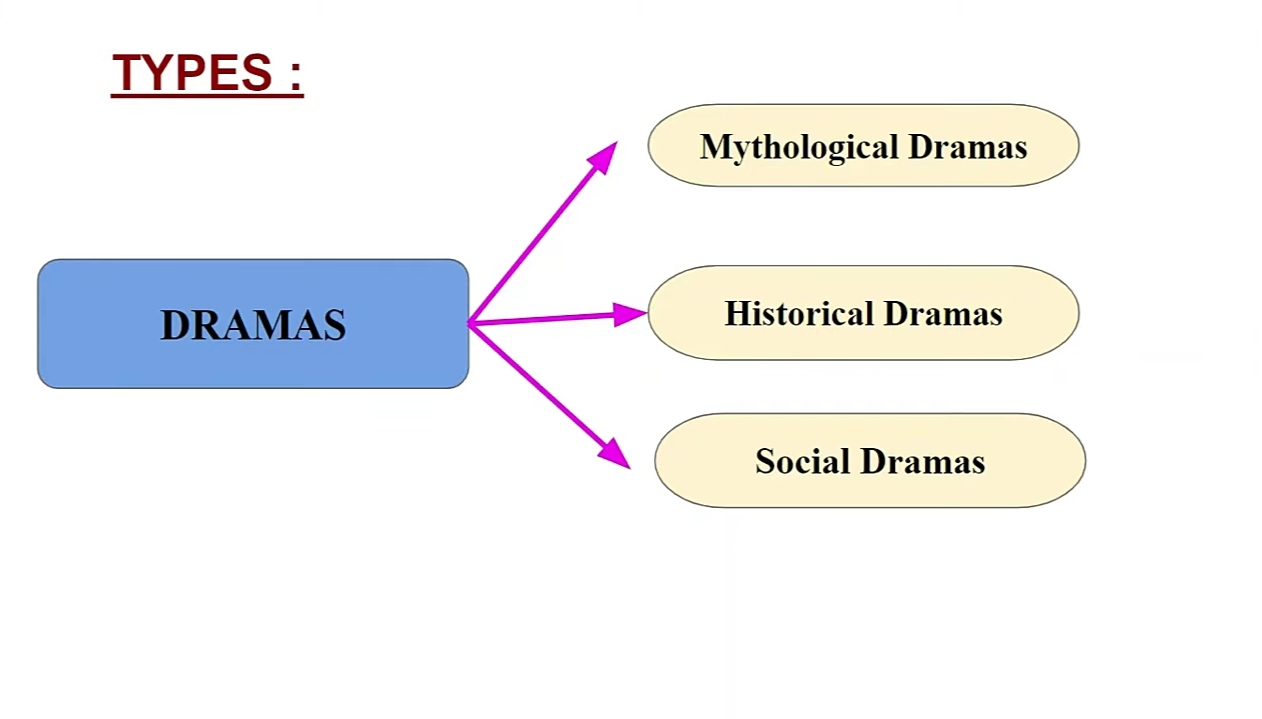 TYPES :
Mythological Dramas
DRAMAS
Historical Dramas
Social Dramas